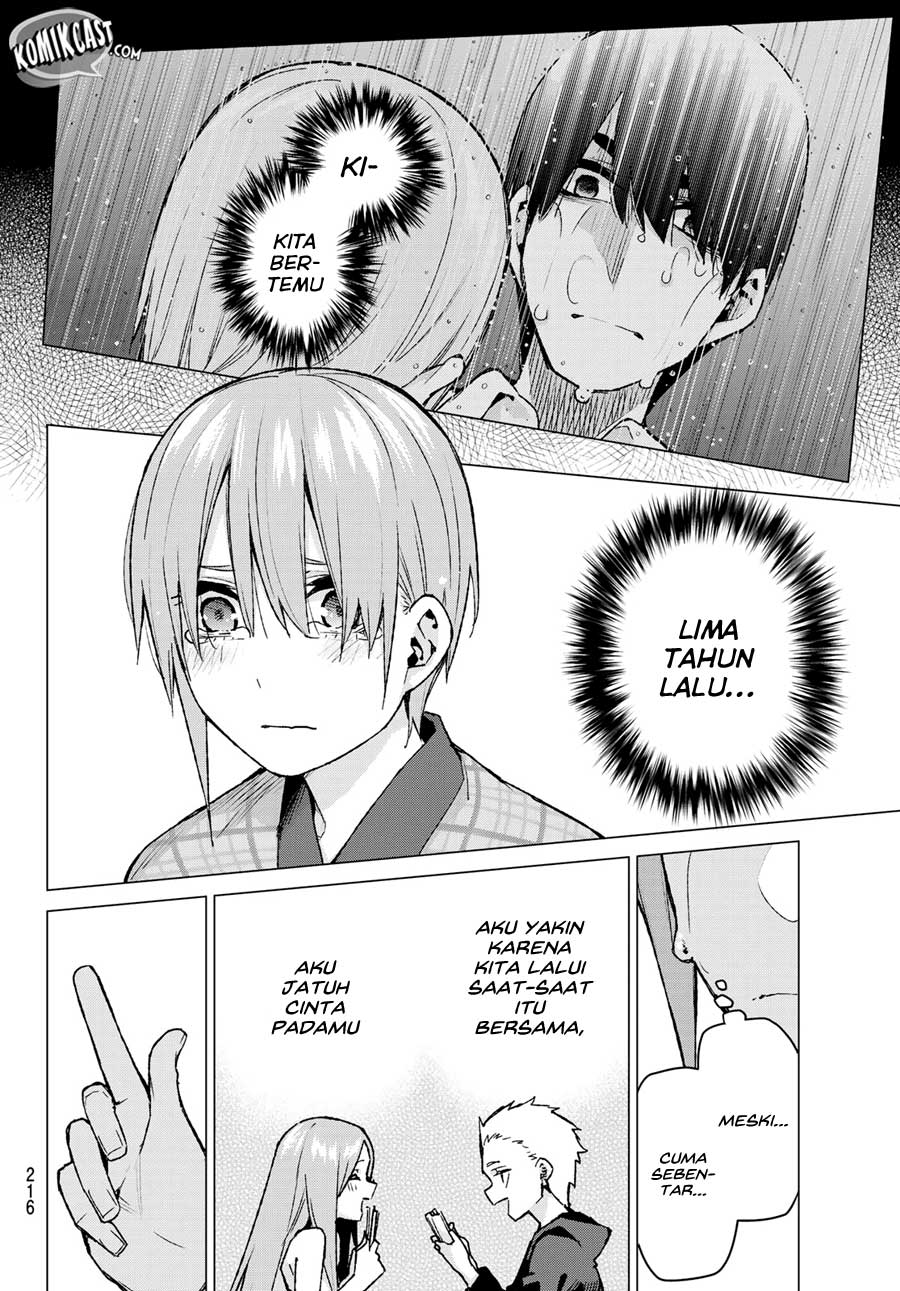 KOMIKCAST.COM
KI-
KITA
BER-
TEMU
LIMA
TAHUN
LALU...
MESKI...
CUMA
SEBEN-
TAR...
AKU YAKIN
KARENA
KITA LALUI
SAAT-SAAT
ITU
BERSAMA,
AKU
JATUH
CINTA
PADAMU
216